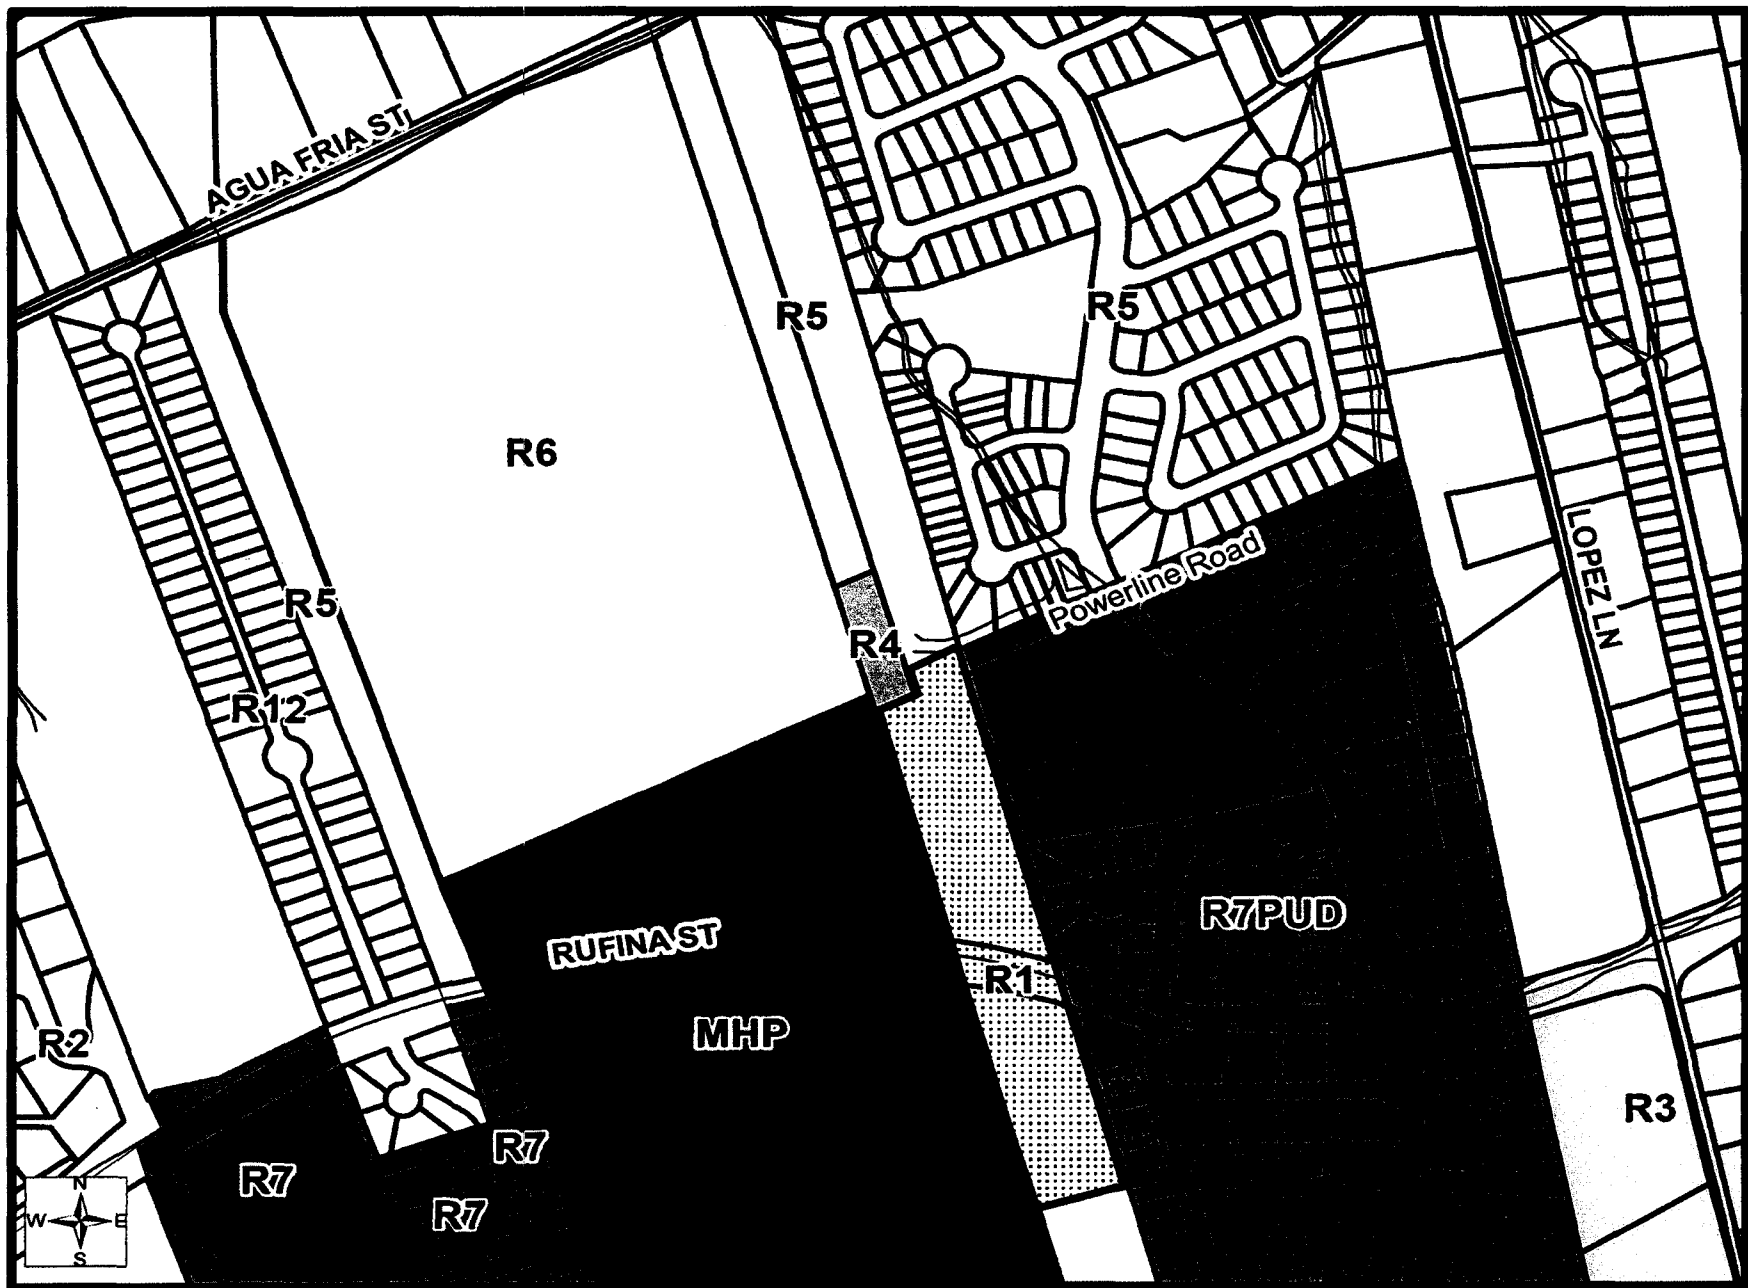 AGUA FRIA ST
R5
R5
R6
R5
LOPEZ LN
Powerline Road
R4
R12
R7PUD
RUFINA ST
R1
MHP
R2
R3
R7
R7
R7
N
W E
S